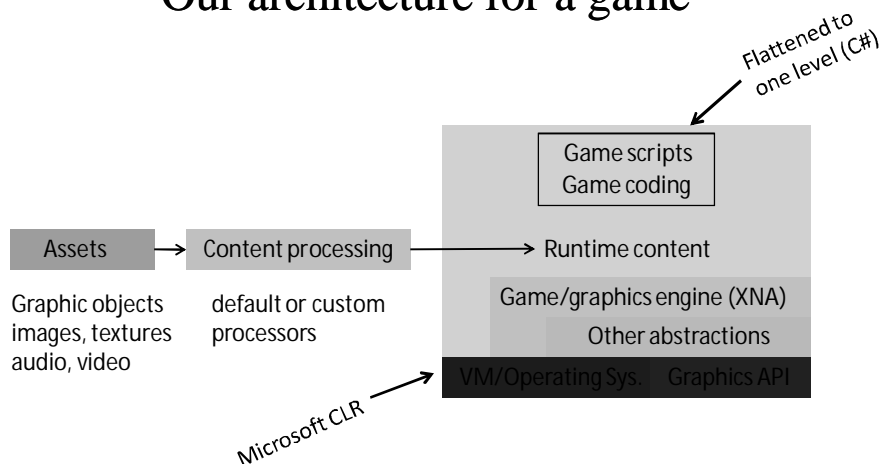 Our architecture for a game
Flattened to
one level (C#)
Game scripts
Game coding
Assets
Content processing
Runtime content
Graphic objects
images, textures
audio, video
default or custom
processors
Game/graphics engine (XNA)
Other abstractions
VM/Operating Sys.
Graphics API
Microsoft CLR